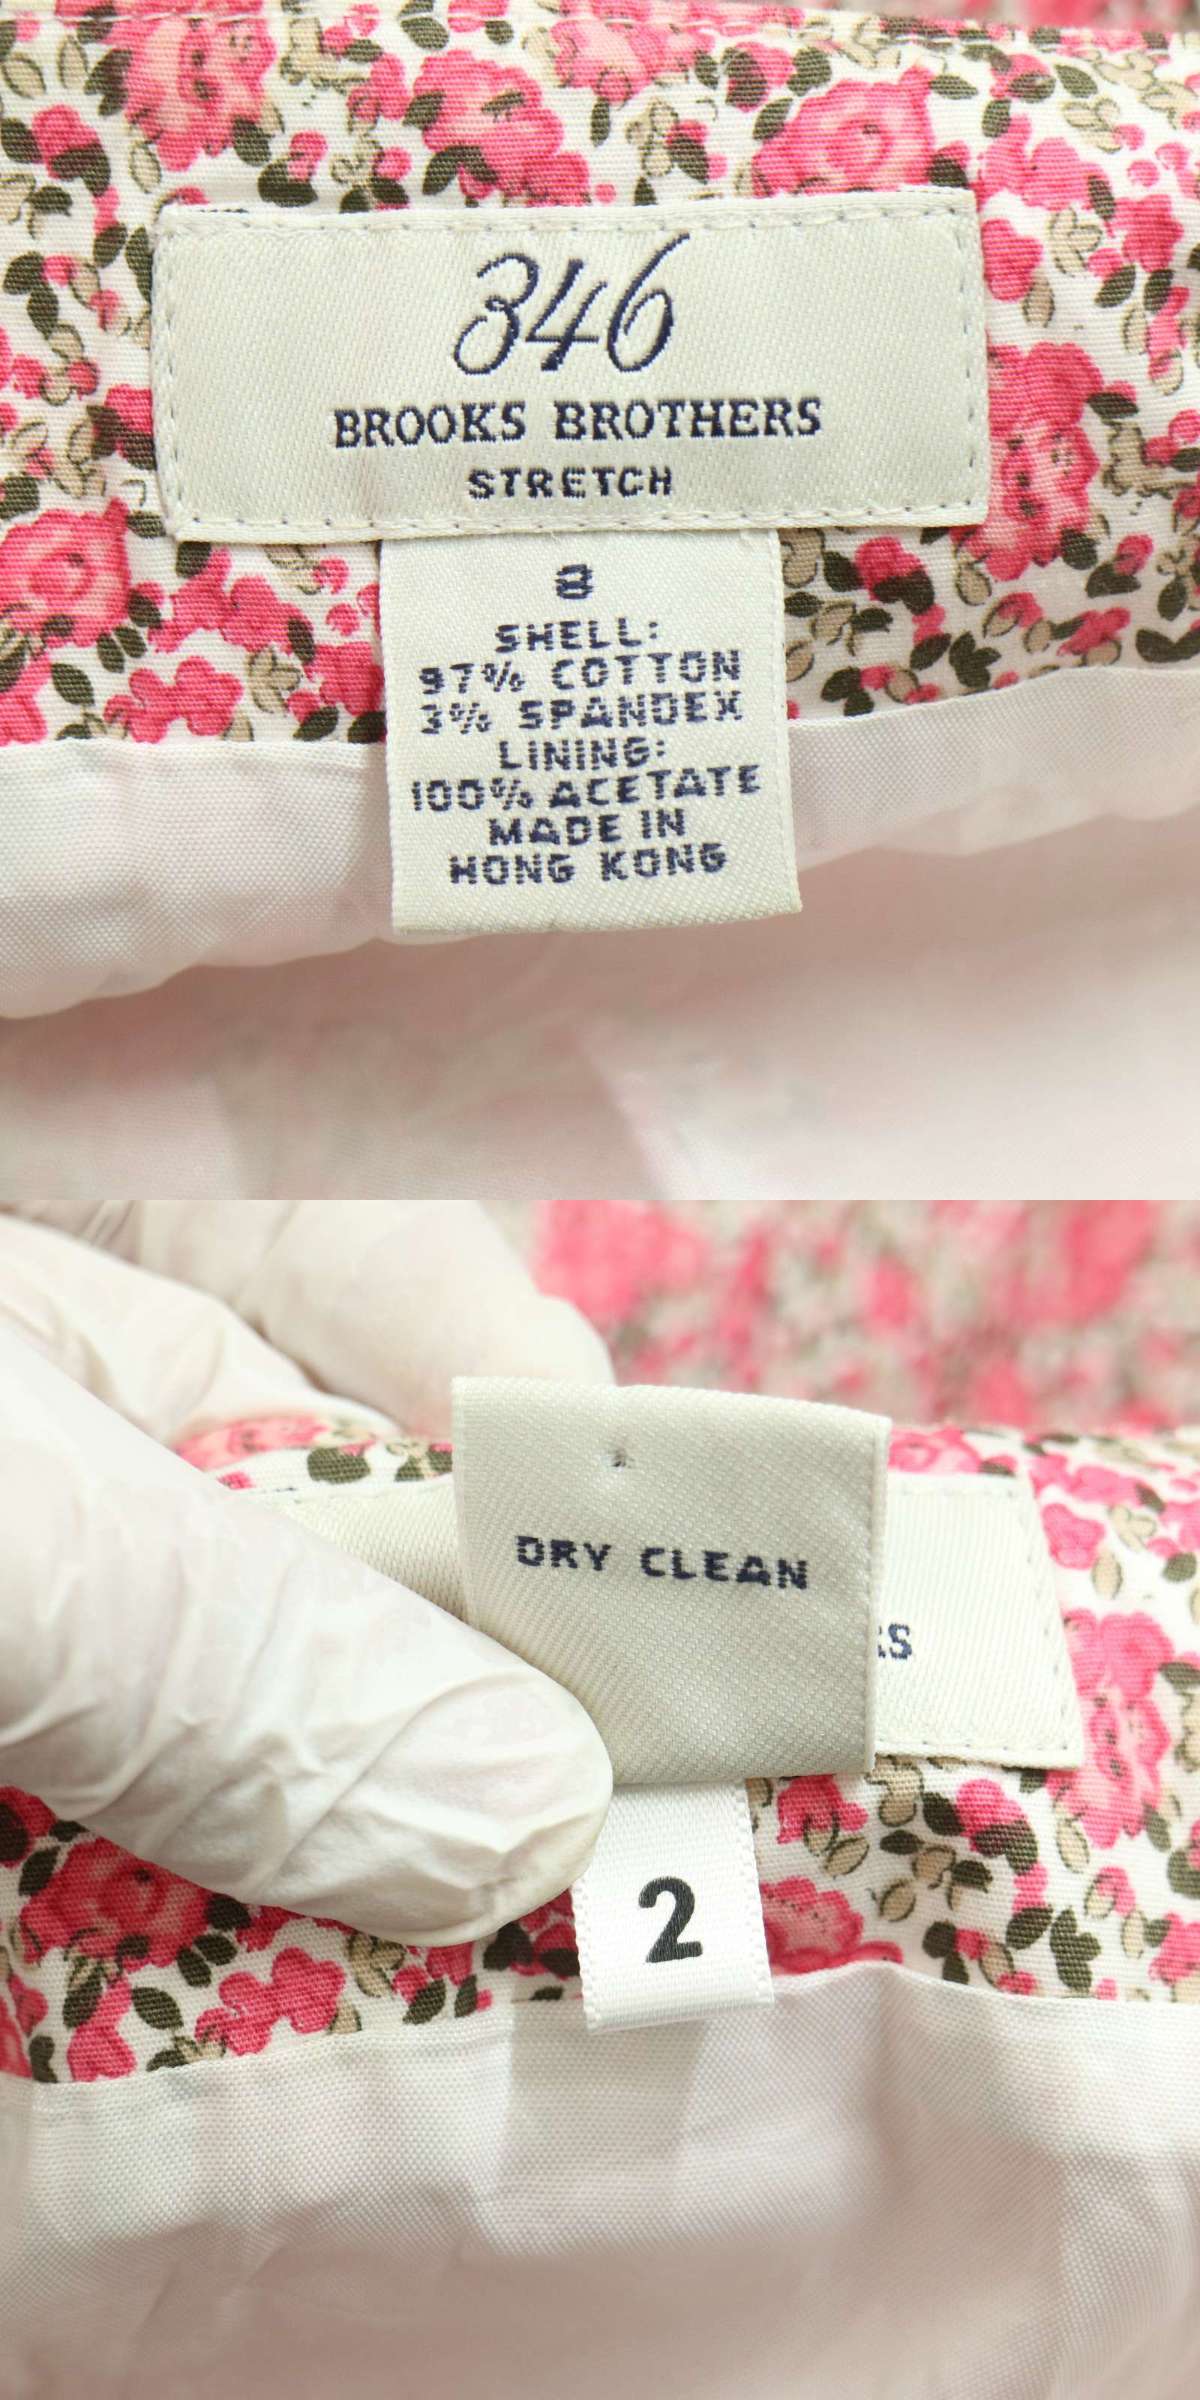 346
BROOKS BROTHERS
STRETCH
8
SHELL:
97% COTTON
3% SPANDEX
LINING:
100% ACETATE
MADE IN
HONG KONG
DRY CLEAN
RS
2